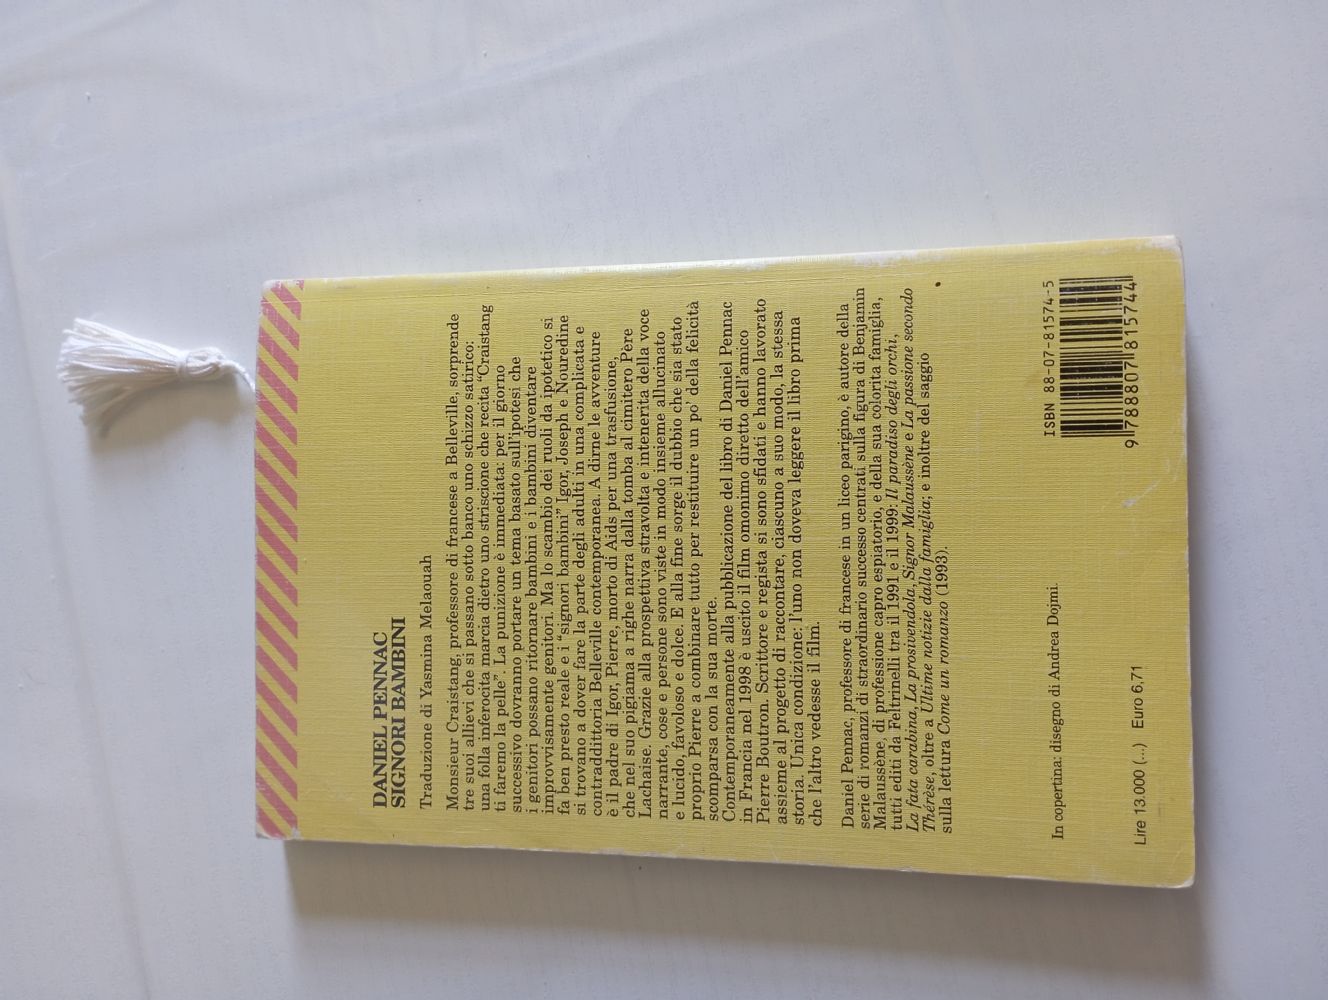 DANIEL PENNAC
SIGNORI BAMBINI
Traduzione di Yasmina Melaouah
Monsieur Craistang, professore di francese a Belleville, sorprende
tre suoi allievi che si passano sotto banco uno schizzo satirico:
una folla inferocita marcia dietro uno striscione che recita “Craistang
ti faremo la pelle”. La punizione è immediata: per il giorno
successivo dovranno portare un tema basato sull'ipotesi che
i genitori possano ritornare bambini e i bambini diventare
improvvisamente genitori. Ma lo scambio dei ruoli da ipotetico si
fa ben presto reale e i “signori bambini” Igor, Joseph e Nouredine
si trovano a dover fare la parte degli adulti in una complicata e
contraddittoria Belleville contemporanea. A dirne le avventure
è il padre di Igor, Pierre, morto di Aids per una trasfusione,
che nel suo pigiama a righe narra dalla tomba al cimitero Père
Lachaise. Grazie alla prospettiva stravolta e intenerita della voce
narrante, cose e persone sono viste in modo insieme allucinato
e lucido, favoloso e dolce. E alla fine sorge il dubbio che sia stato
proprio Pierre a combinare tutto per restituire un po' della felicità
scomparsa con la sua morte.
Contemporaneamente alla pubblicazione del libro di Daniel Pennac
in Francia nel 1998 è uscito il film omonimo diretto dell'amico
Pierre Boutron. Scrittore e regista si sono sfidati e hanno lavorato
assieme al progetto di raccontare, ciascuno a suo modo, la stessa
storia. Unica condizione: l'uno non doveva leggere il libro prima
che l'altro vedesse il film.
Daniel Pennac, professore di francese in un liceo parigino, è autore della
serie di romanzi di straordinario successo centrati sulla figura di Benjamin
Malaussène, di professione capro espiatorio, e della sua colorita famiglia,
tutti editi da Feltrinelli tra il 1991 e il 1999: Il paradiso degli orchi,
La fata carabina, La prosivendola, Signor Malaussène e La passione secondo
Thérèse, oltre a Ultime notizie dalla famiglia; e inoltre del saggio
sulla lettura Come un romanzo (1993).
In copertina: disegno di Andrea Dojmi.
Lire 13.000 (...) Euro 6,71
ISBN 88-07-81574-5
9 788807 815744